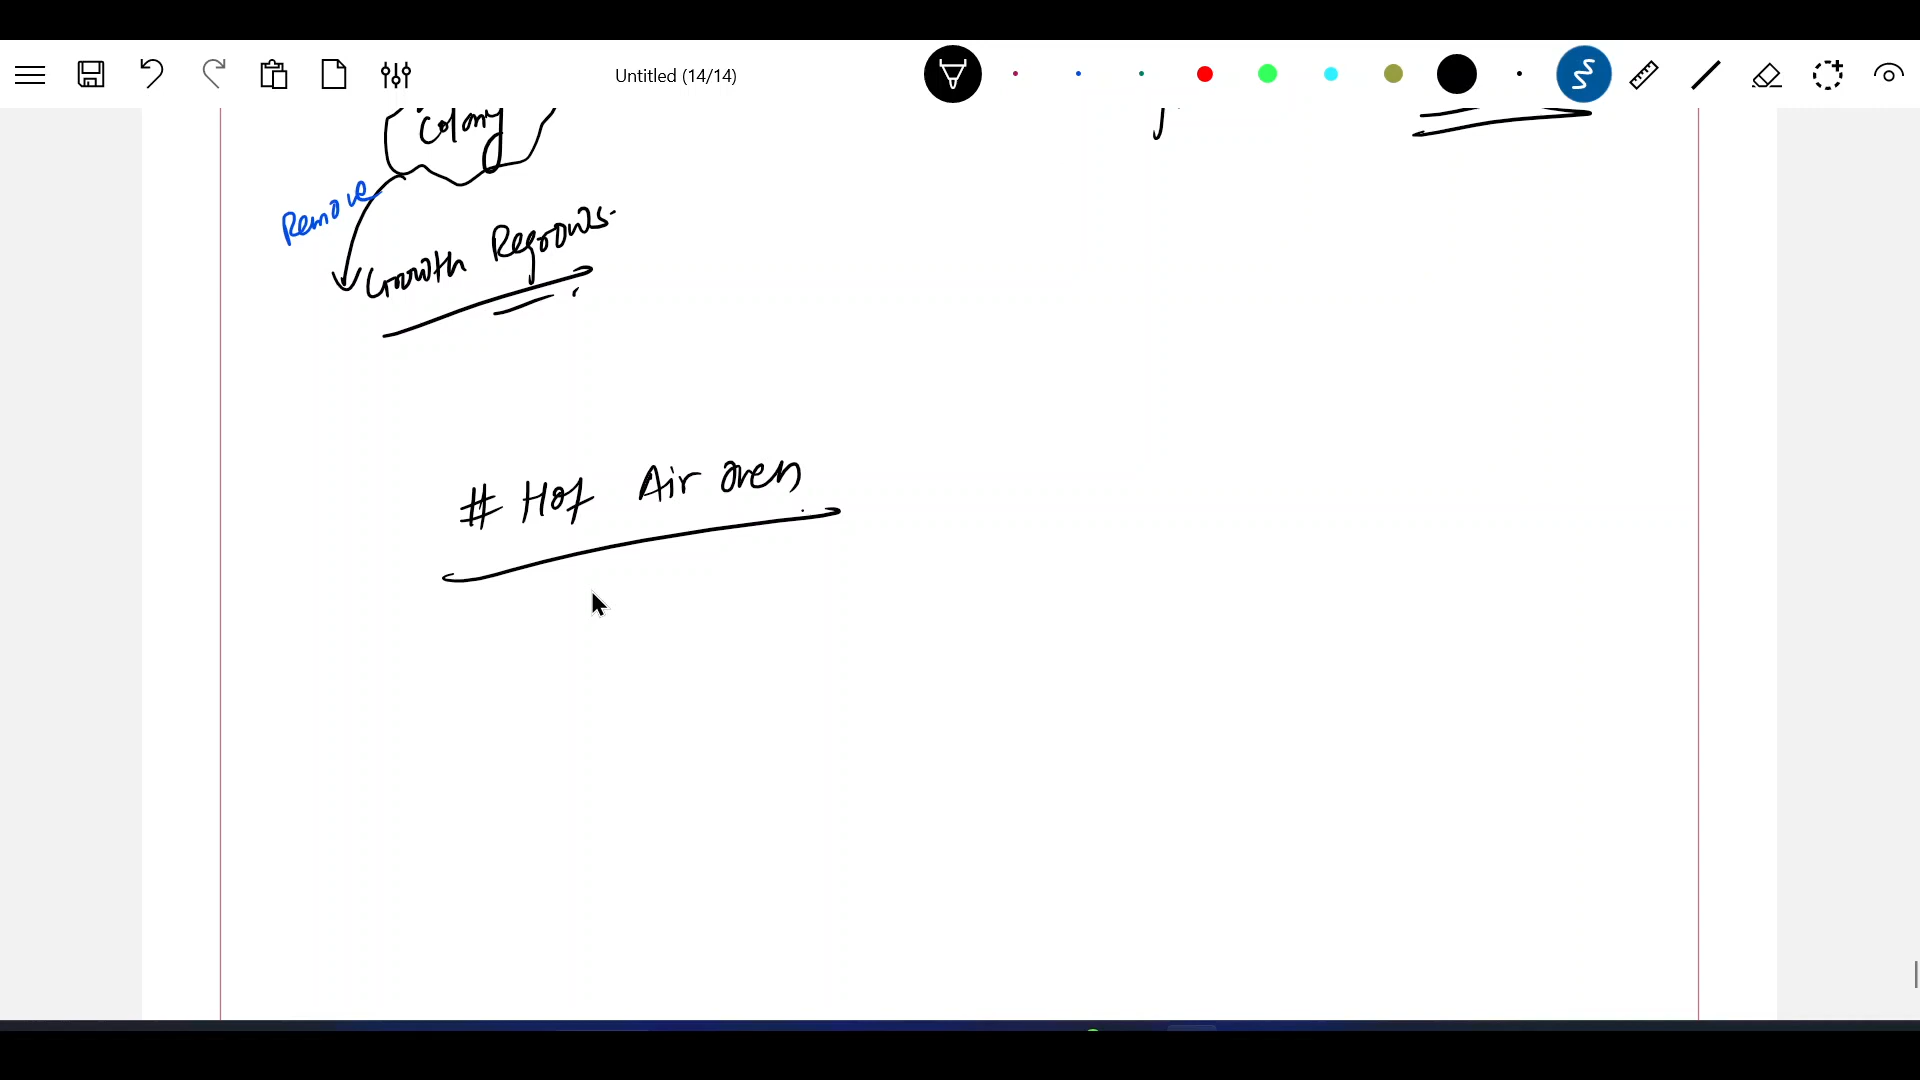 Untitled (14/14)
Colony
Remove
Growth Regrows.
# Hot Air oven